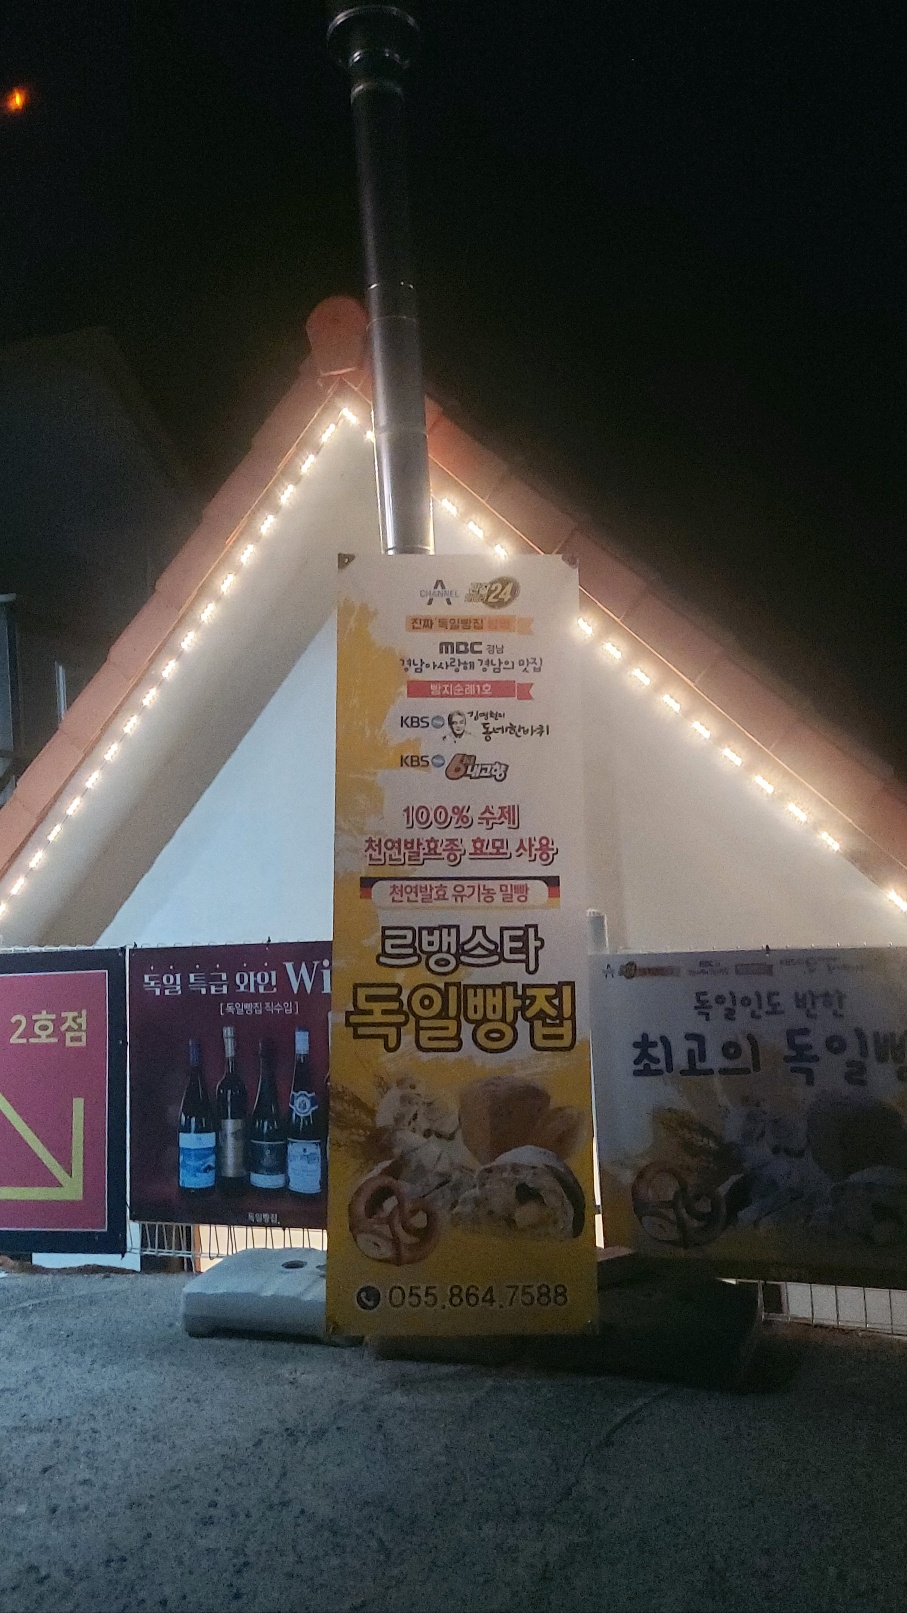 CHANNEL A
24
진짜 독일빵집
MBC 경남
경남아사랑해 경남의 맛집
빵지순례1호
KBS 김영철의 동네한바퀴
KBS 6시내고향
100% 수제
천연발효종 효모 사용
천연발효 유기농 밀빵
르뱅스타
독일빵집
055.864.7588
2호점
독일 특급 와인 Wi
[독일빵집 직수입]
독일빵집
독일인도 반한
최고의 독일빵